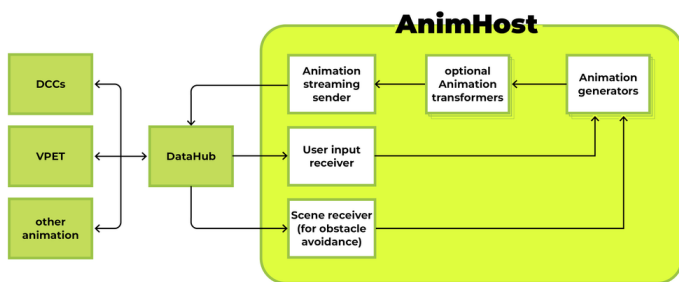 AnimHost
DCCs
VPET
other
animation
DataHub
Animation
streaming
sender
optional
Animation
transformers
Animation
generators
User input
receiver
Scene receiver
(for obstacle
avoidance)